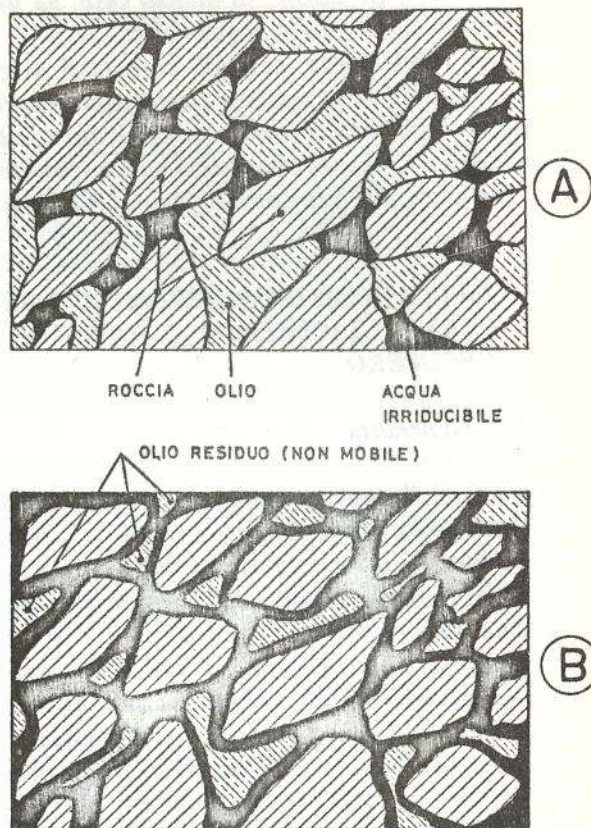 A
ROCCIA OLIO ACQUA
IRRIDUCIBILE
OLIO RESIDUO (NON MOBILE)
B